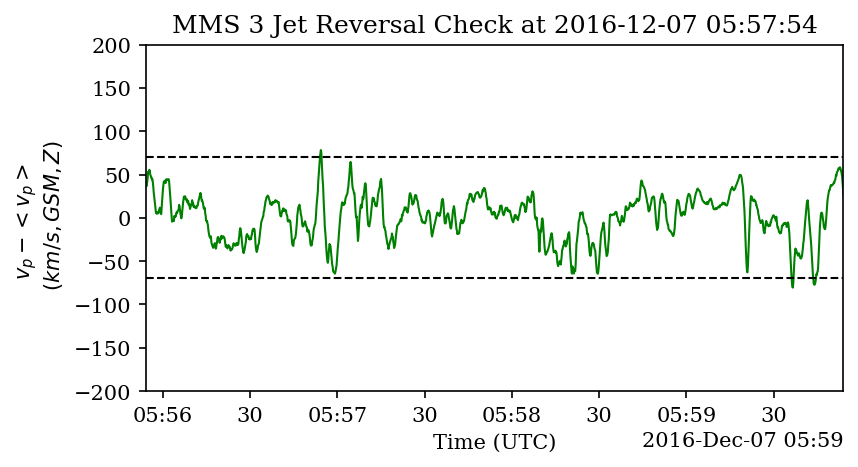 MMS 3 Jet Reversal Check at 2016-12-07 05:57:54
200
150
100
50
0
−50
−100
−150
−200
v_p − < v_p >
(km/s, GSM, Z)
05:56 30 05:57 30 05:58 30 05:59 30
Time (UTC)
2016-Dec-07 05:59